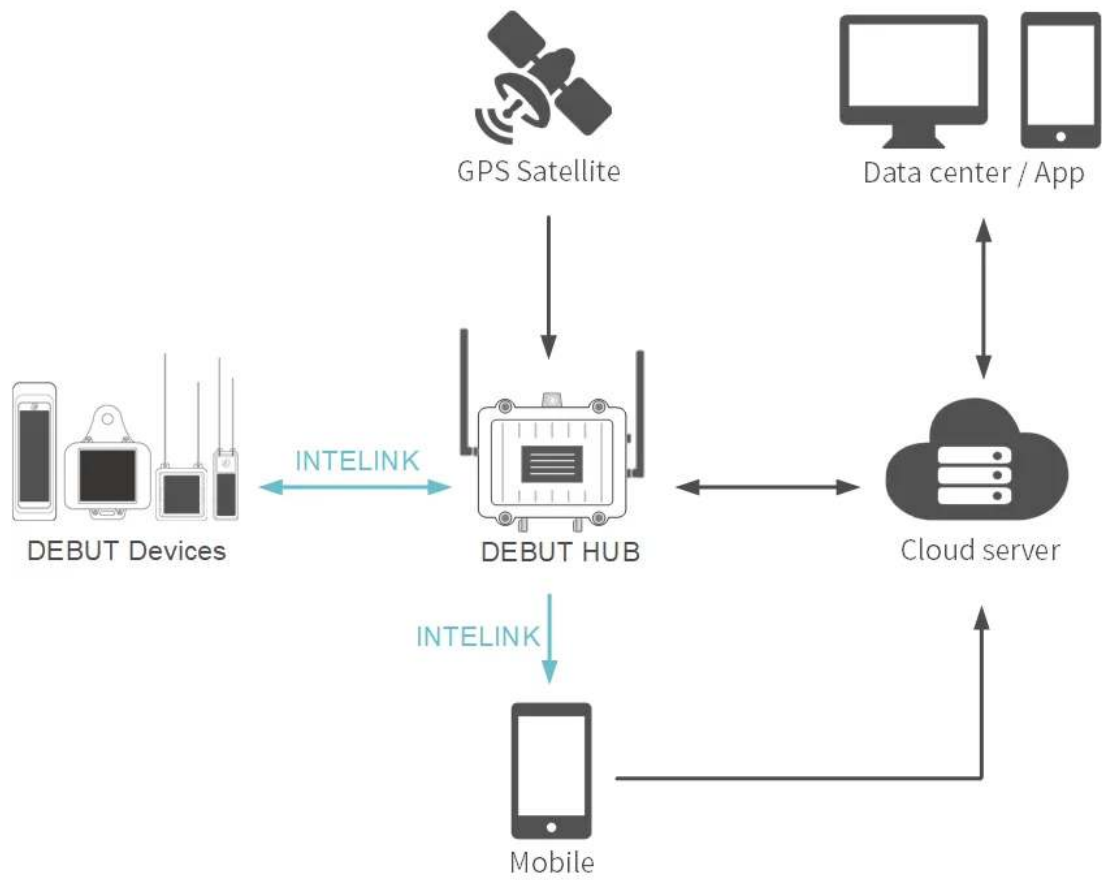 GPS Satellite
Data center / App
INTELINK
DEBUT Devices
DEBUT HUB
Cloud server
INTELINK
Mobile